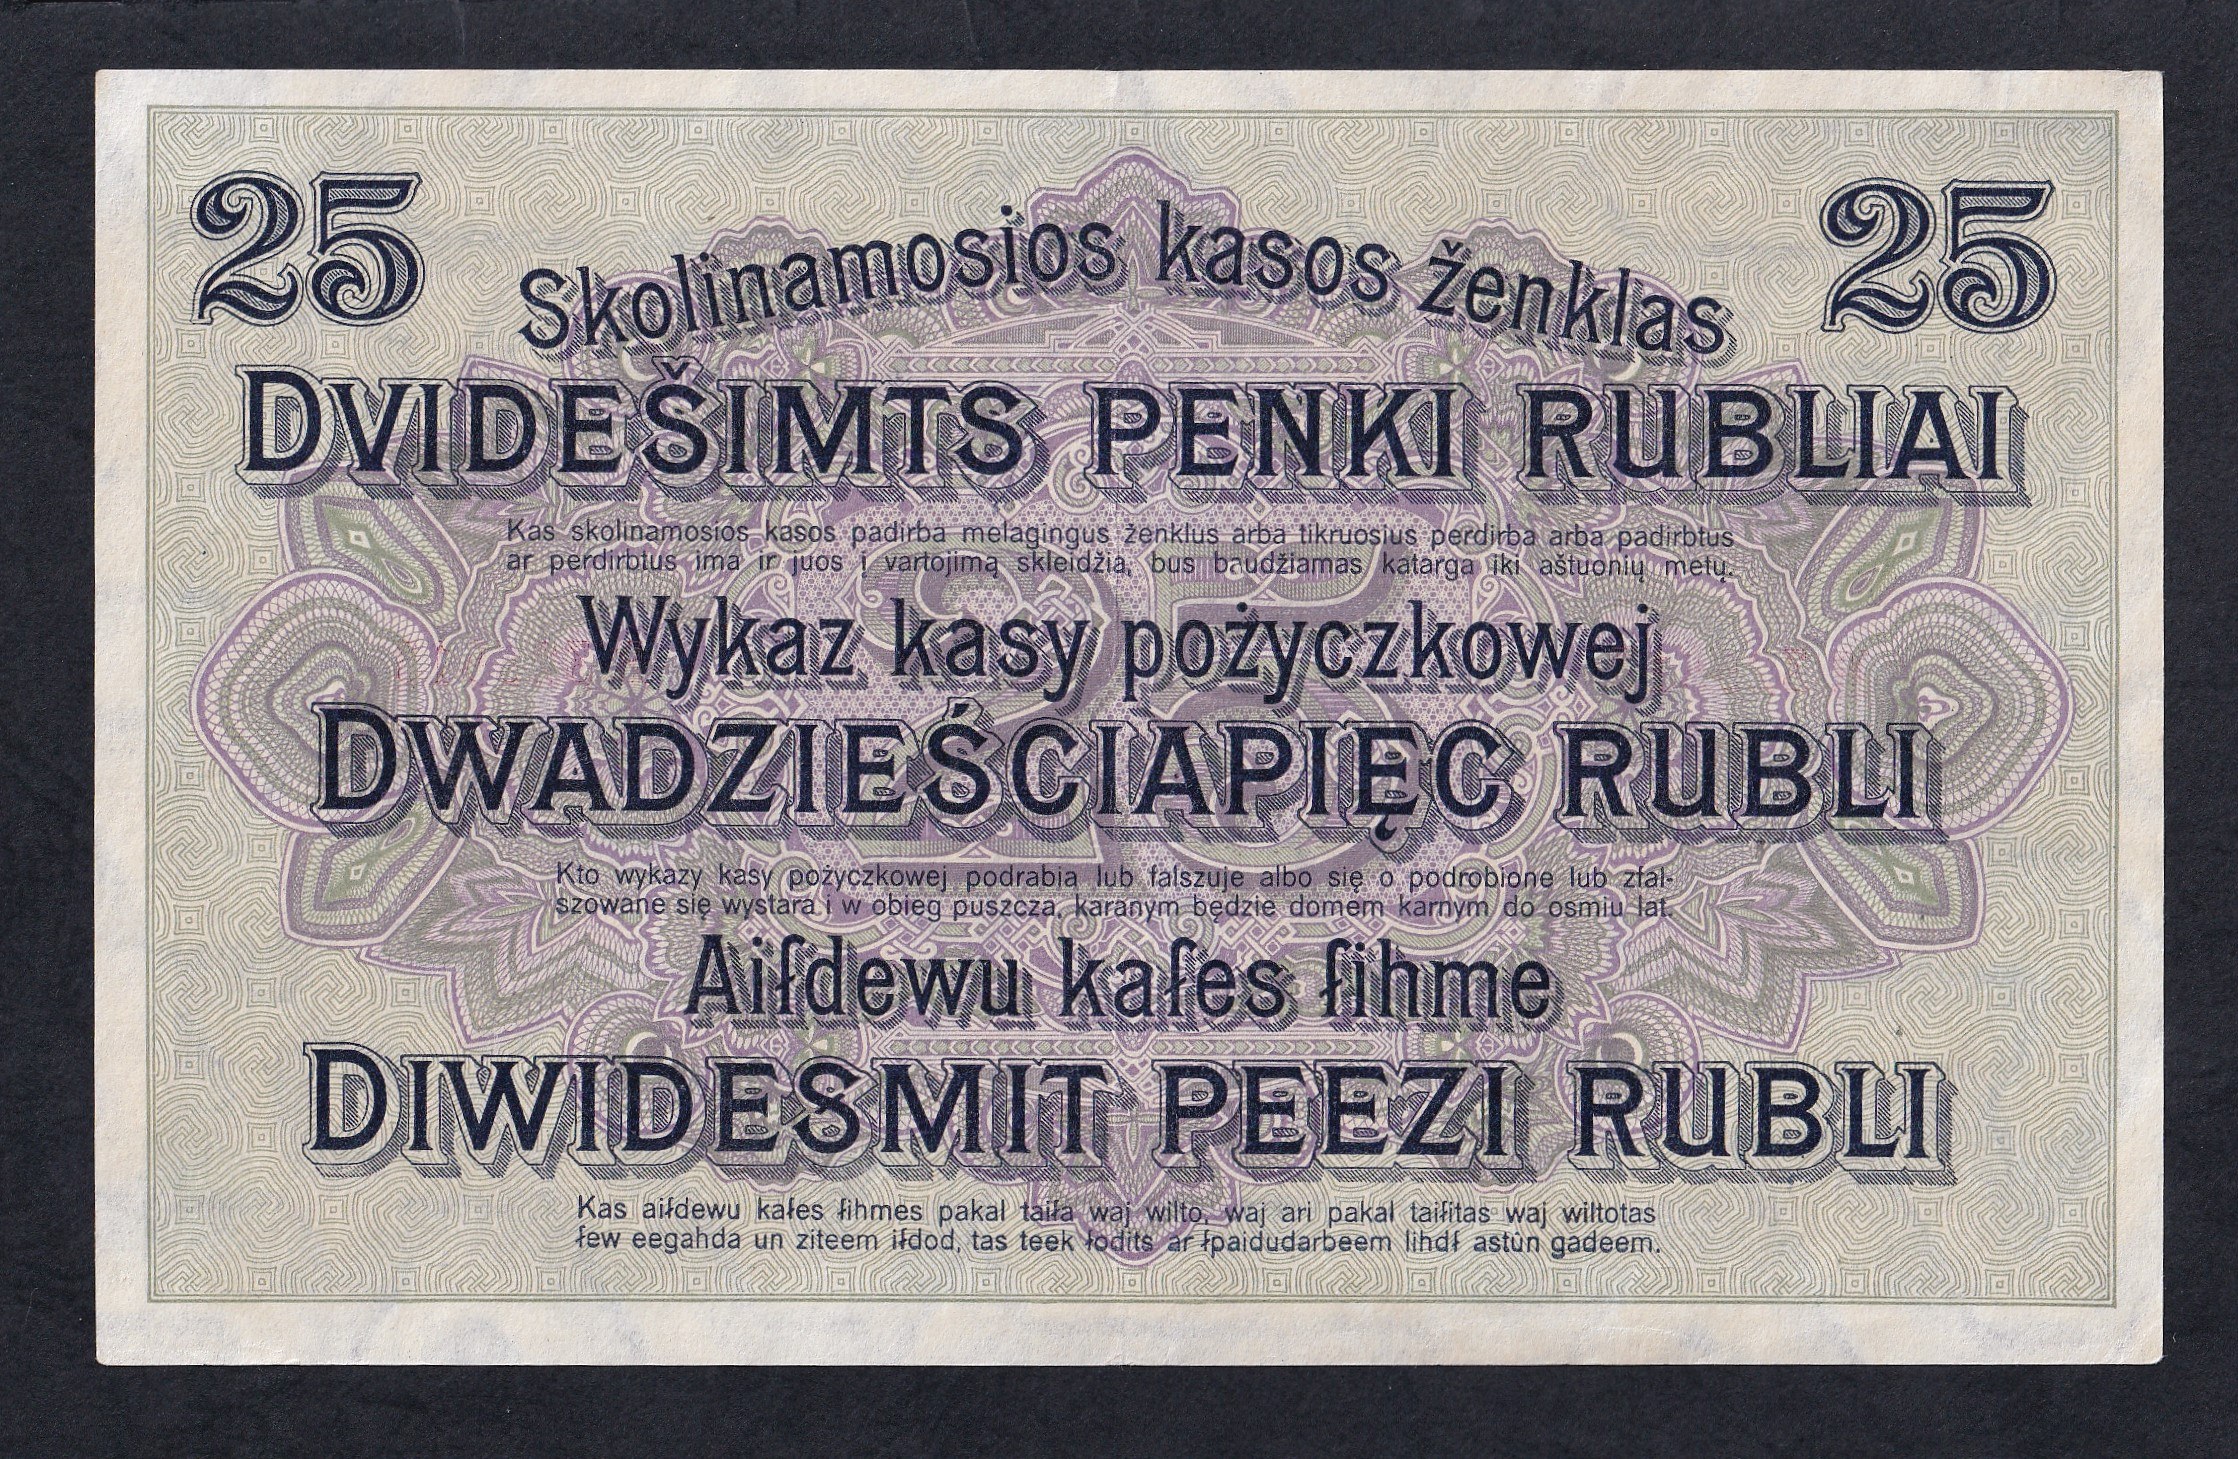 25 25
Skolinamosios kasos ženklas
DVIDEŠIMTS PENKI RUBLIAI
Kas skolinamosios kasos padirba melagingus ženklus arba tikruosius perdirba arba padirbtus
ar perdirbtus ima ir juos į vartojimą skleidžia, bus baudžiamas katarga iki aštuonių metų.
Wykaz kasy pożyczkowej
DWADZIEŚCIAPIĘC RUBLI
Kto wykazy kasy pożyczkowej podrabia lub falszuje albo się o podrobione lub zfal-
szowane się wystara i w obieg puszcza, karanym będzie domem karnym do osmiu lat.
Aiſdewu kaſes ſihme
DIWIDESMIT PEEZI RUBLI
Kas aiſdewu kaſes ſihmes pakal taiſa waj wilto, waj ari pakal taiſitas waj wiltotas
ſew eegahda un ziteem iſdod, tas teek ſodits ar ſpaidudarbeem lihdſ astûn gadeem.